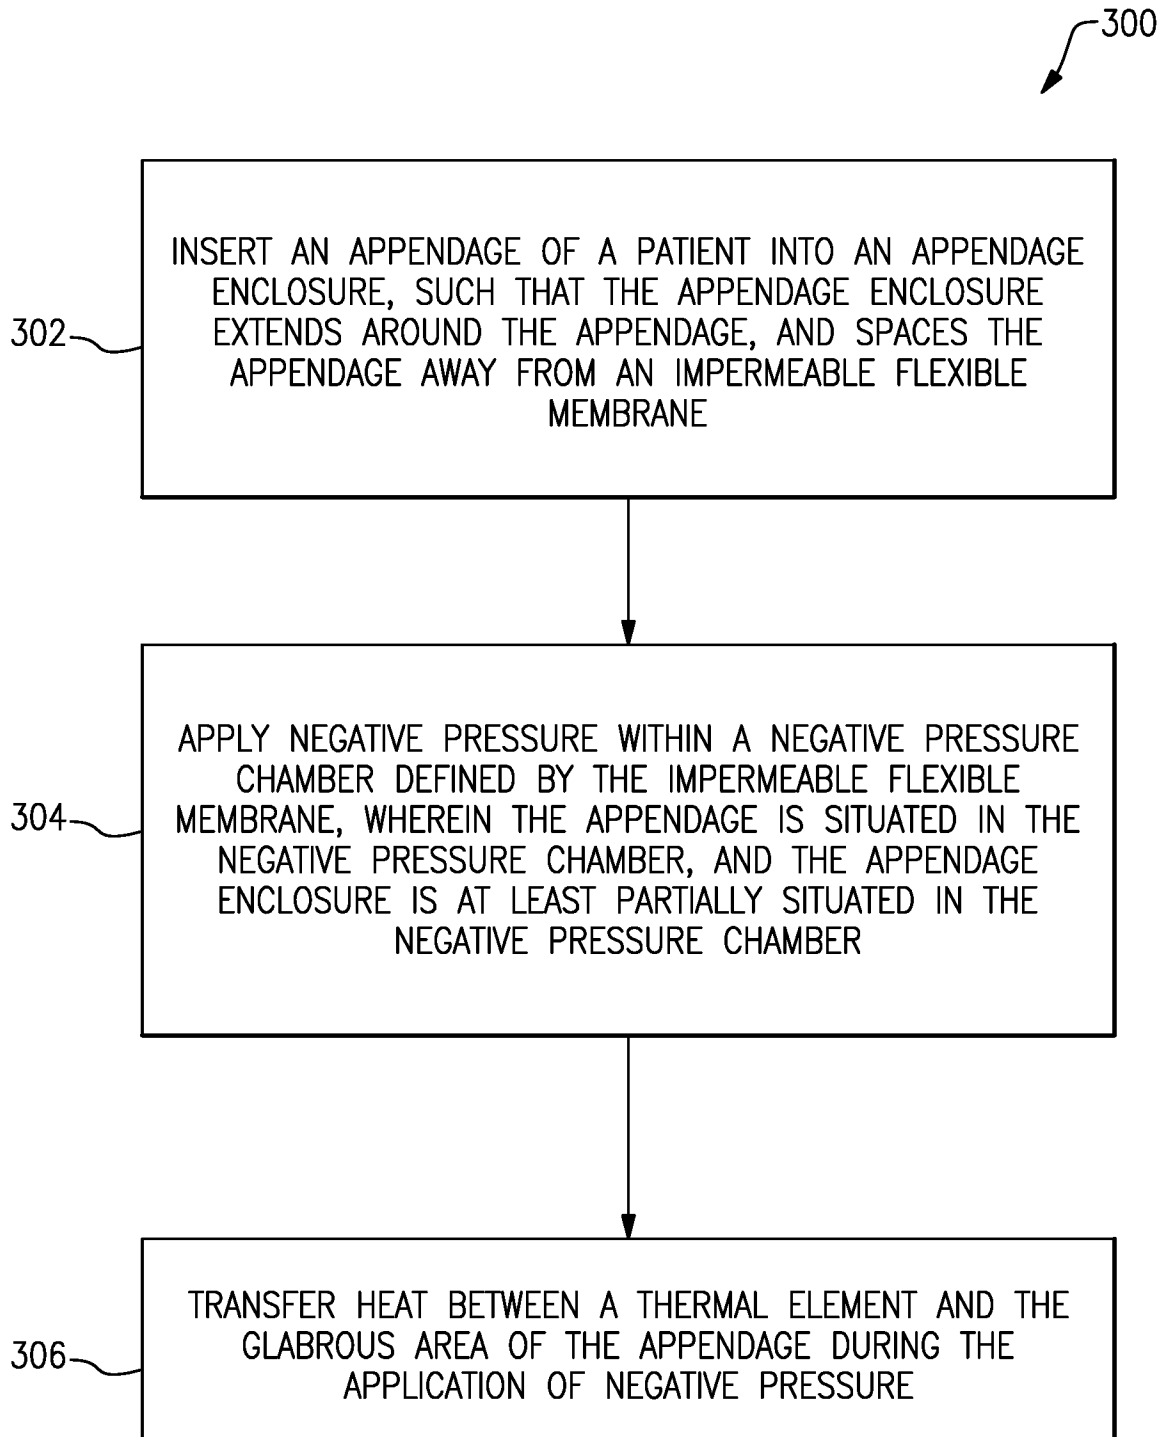 300
INSERT AN APPENDAGE OF A PATIENT INTO AN APPENDAGE
ENCLOSURE, SUCH THAT THE APPENDAGE ENCLOSURE
EXTENDS AROUND THE APPENDAGE, AND SPACES THE
APPENDAGE AWAY FROM AN IMPERMEABLE FLEXIBLE
MEMBRANE
302
APPLY NEGATIVE PRESSURE WITHIN A NEGATIVE PRESSURE
CHAMBER DEFINED BY THE IMPERMEABLE FLEXIBLE
MEMBRANE, WHEREIN THE APPENDAGE IS SITUATED IN THE
NEGATIVE PRESSURE CHAMBER, AND THE APPENDAGE
ENCLOSURE IS AT LEAST PARTIALLY SITUATED IN THE
NEGATIVE PRESSURE CHAMBER
304
TRANSFER HEAT BETWEEN A THERMAL ELEMENT AND THE
GLABROUS AREA OF THE APPENDAGE DURING THE
APPLICATION OF NEGATIVE PRESSURE
306